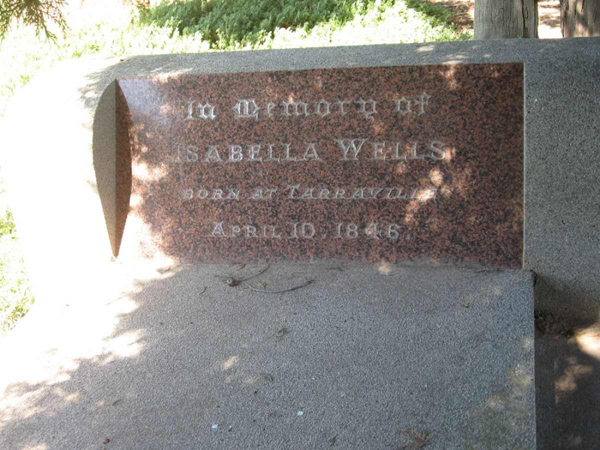 In Memory of
ISABELLA WELLS
BORN AT TARRAVILLE
APRIL 10. 1846.